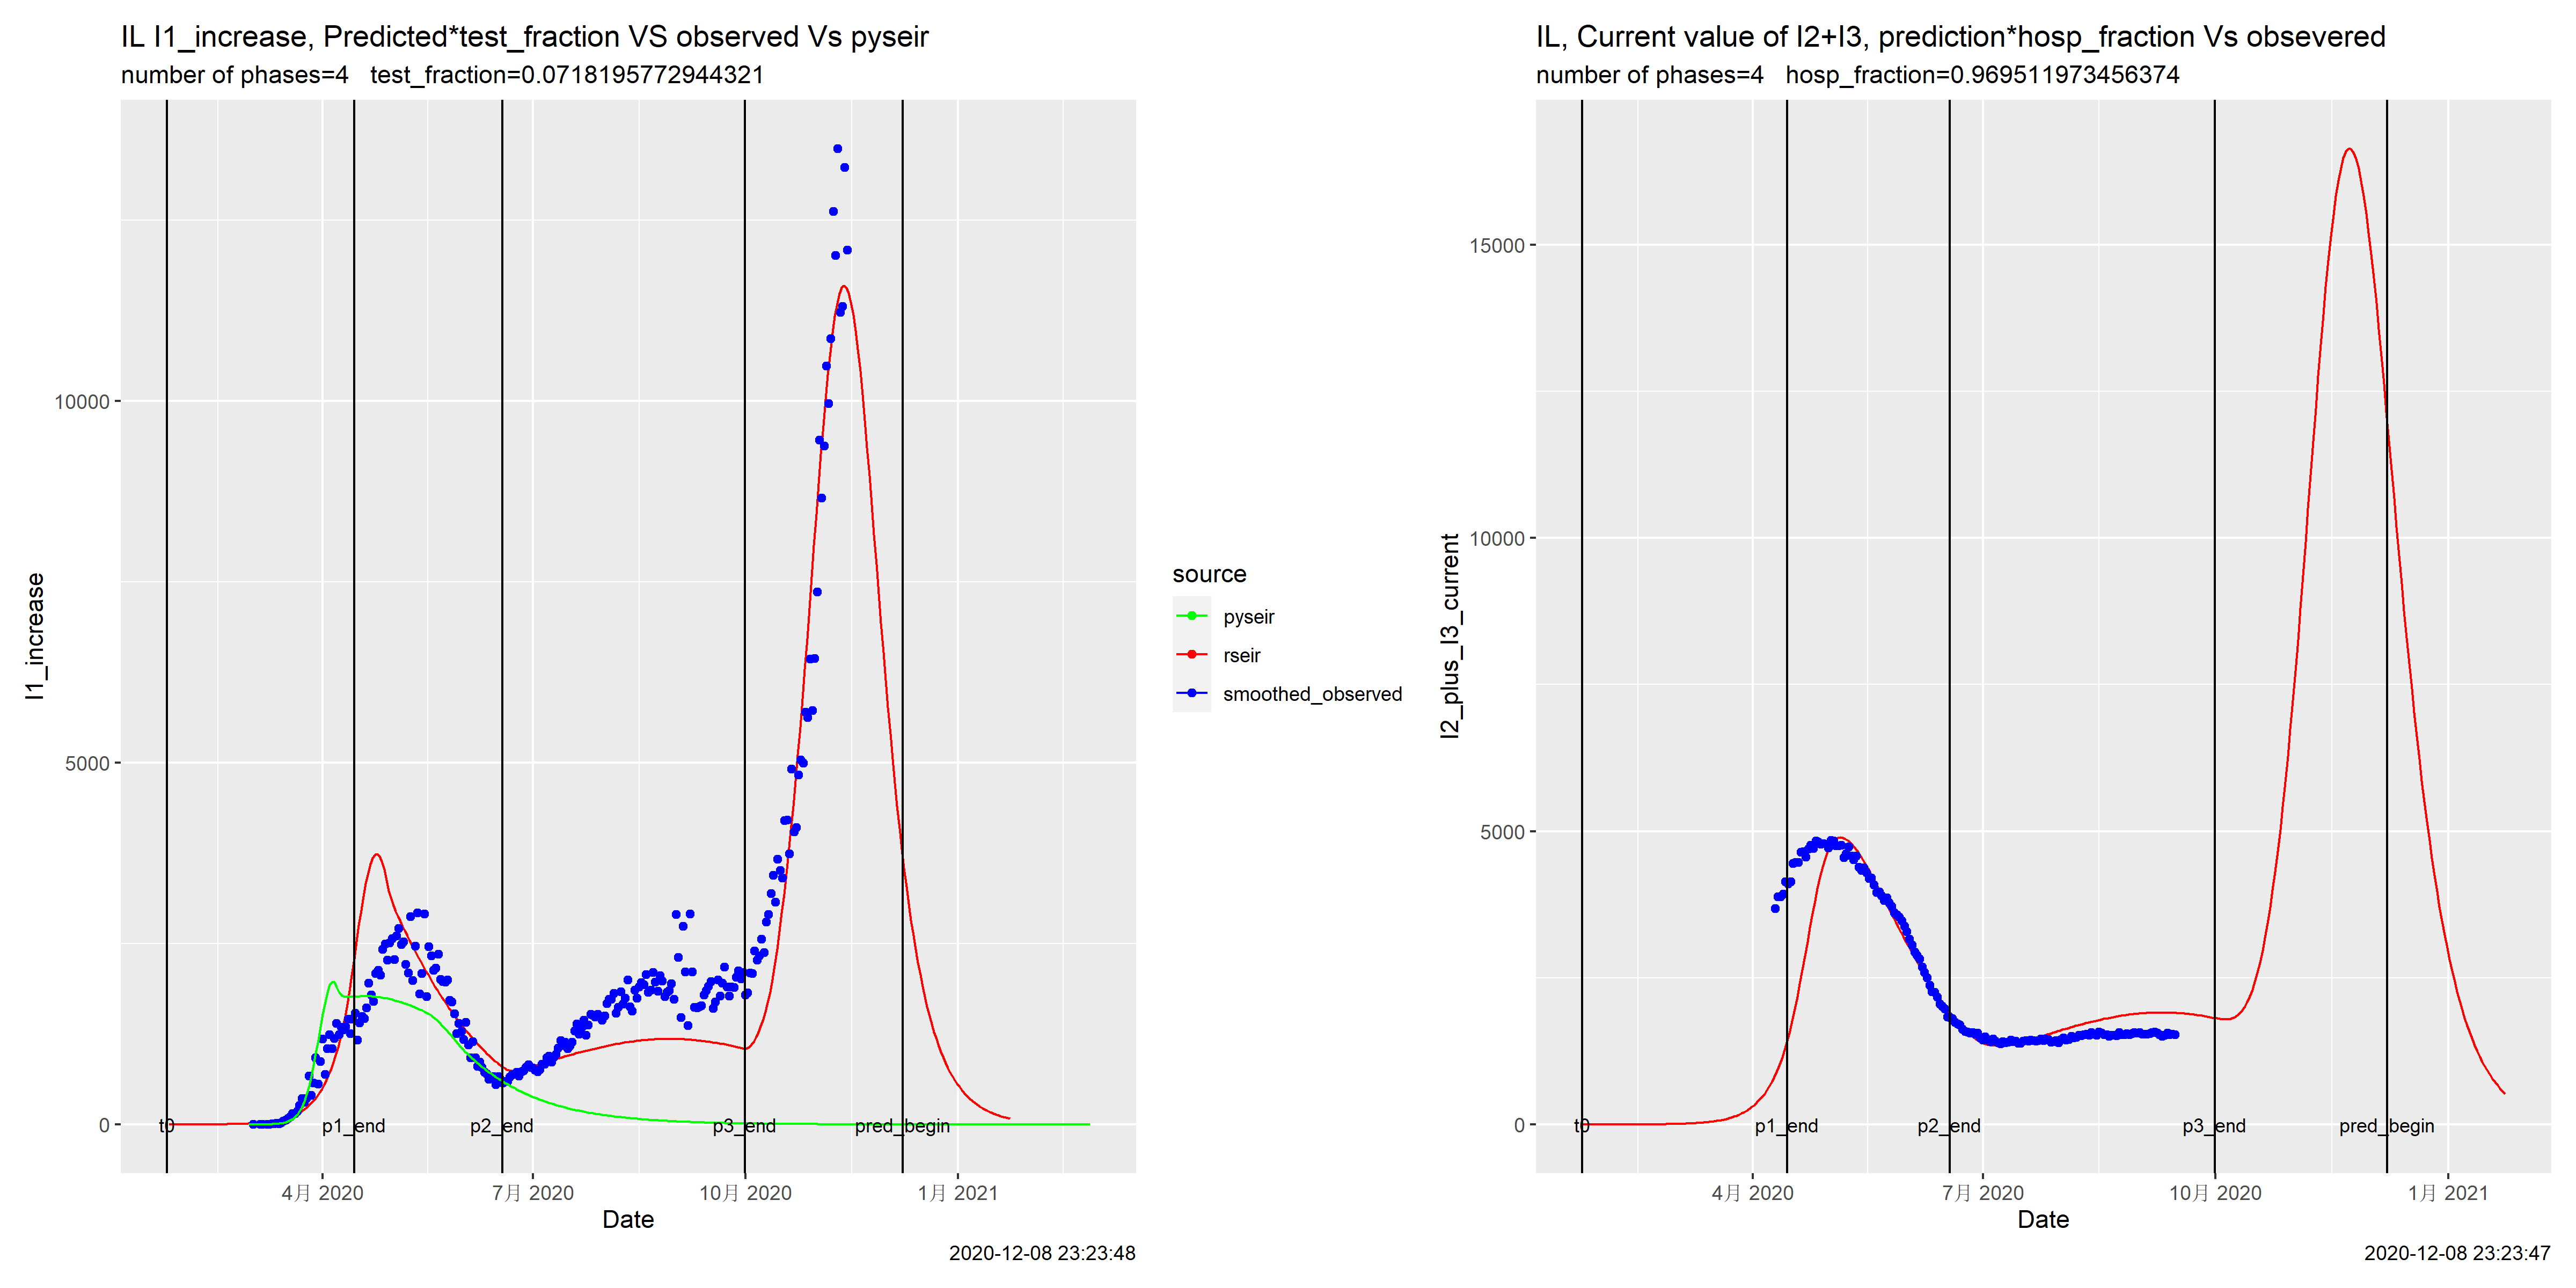 IL I1_increase, Predicted*test_fraction VS observed Vs pyseir
number of phases=4   test_fraction=0.0718195772944321
I1_increase
10000
5000
0
t0
p1_end
p2_end
p3_end
pred_begin
4月 2020
7月 2020
10月 2020
1月 2021
Date
2020-12-08 23:23:48
source
pyseir
rseir
smoothed_observed
IL, Current value of I2+I3, prediction*hosp_fraction Vs obsevered
number of phases=4   hosp_fraction=0.969511973456374
I2_plus_I3_current
15000
10000
5000
0
t0
p1_end
p2_end
p3_end
pred_begin
4月 2020
7月 2020
10月 2020
1月 2021
Date
2020-12-08 23:23:47